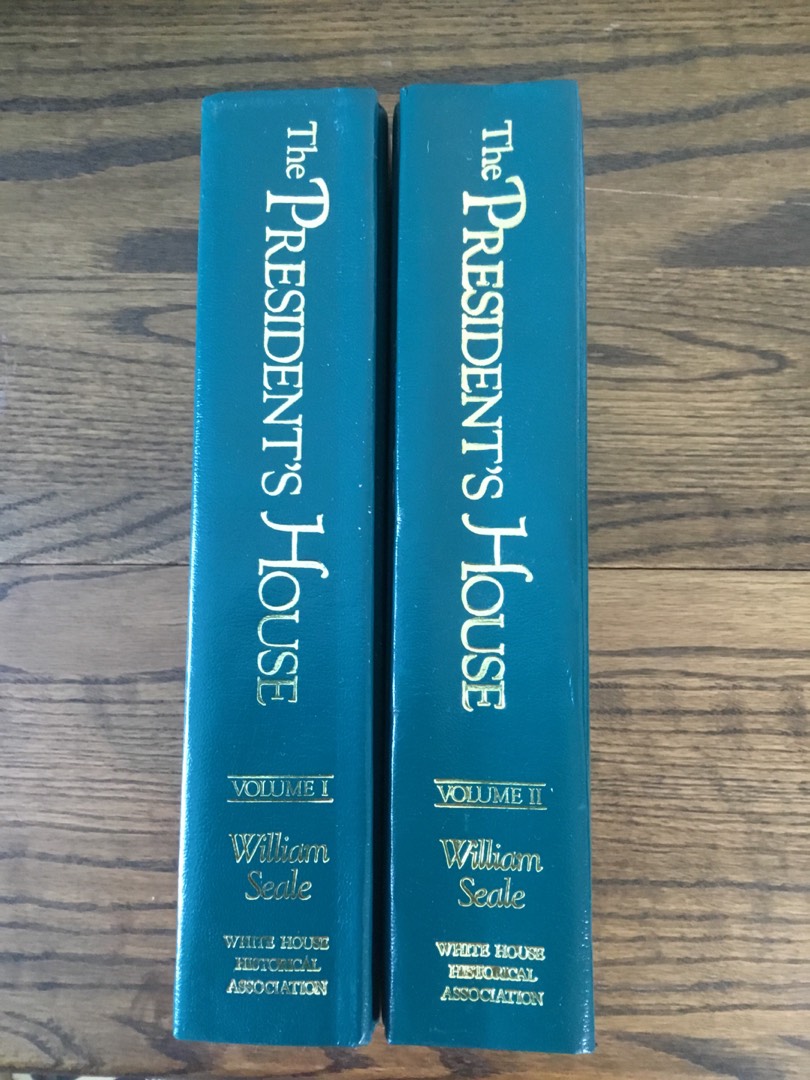 The PRESIDENT'S HOUSE
VOLUME I
William
Seale
WHITE HOUSE
HISTORICAL
ASSOCIATION
The PRESIDENT'S HOUSE
VOLUME II
William
Seale
WHITE HOUSE
HISTORICAL
ASSOCIATION